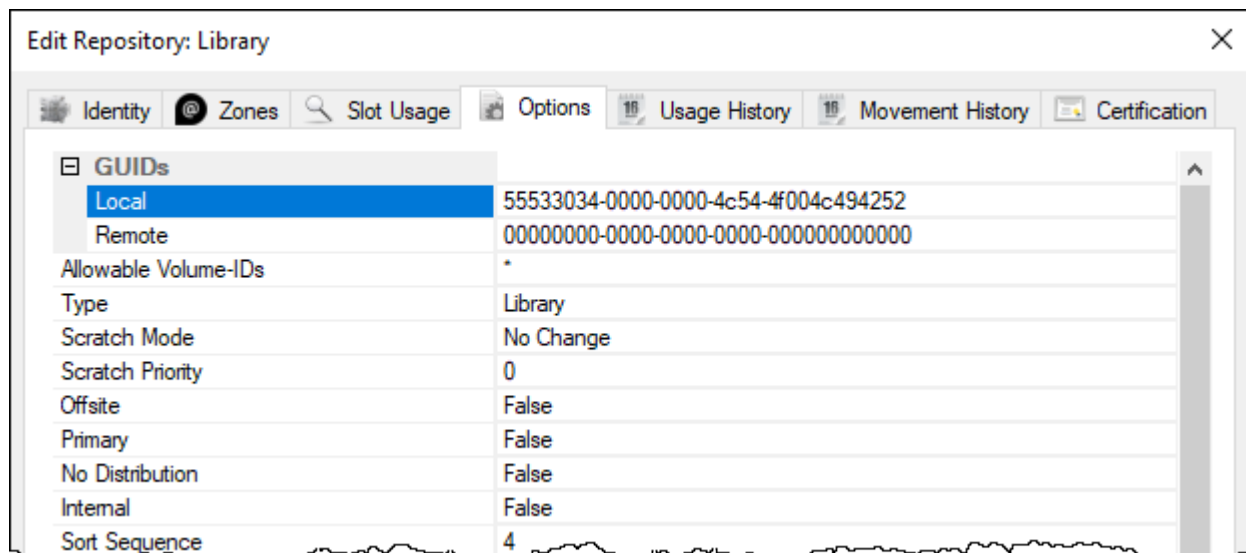 Edit Repository: Library
Identity @ Zones Slot Usage Options 16 Usage History 16 Movement History Certification
GUIDs
Local 55533034-0000-0000-4c54-4f004c494252
Remote 00000000-0000-0000-0000-000000000000
Allowable Volume-IDs *
Type Library
Scratch Mode No Change
Scratch Priority 0
Offsite False
Primary False
No Distribution False
Internal False
Sort Sequence 4